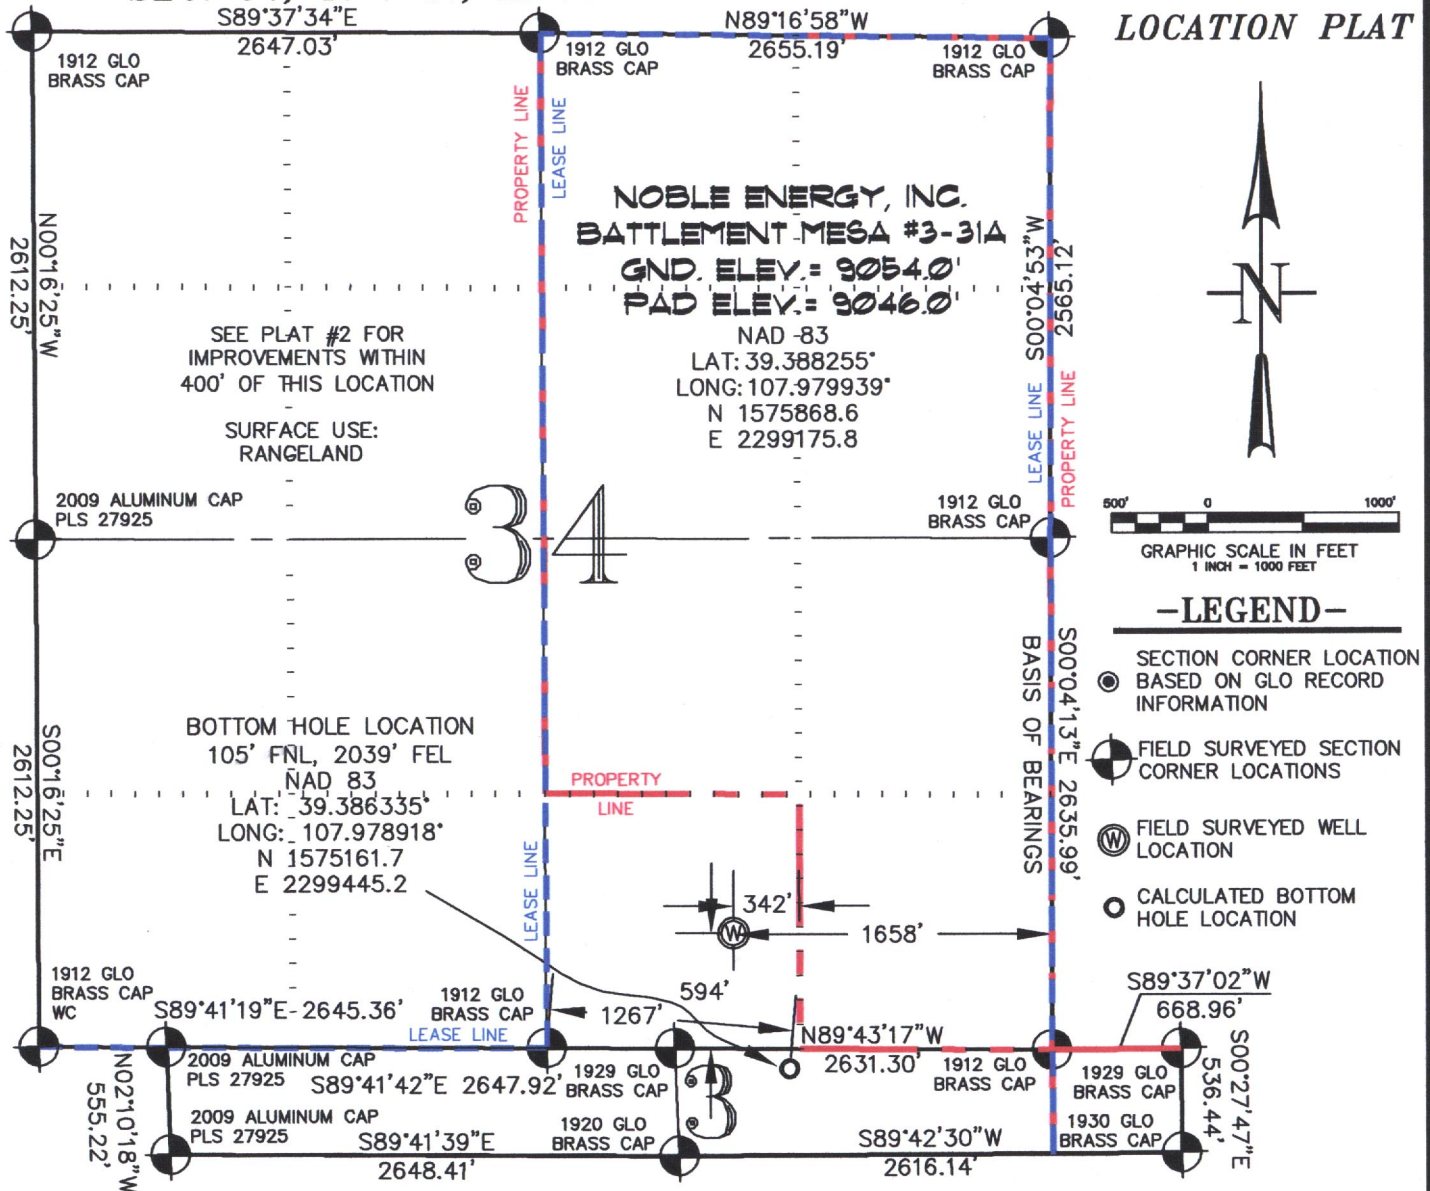 LOCATION PLAT
S89°37'34"E
2647.03'
N89°16'58"W
2655.19'
1912 GLO
BRASS CAP
1912 GLO
BRASS CAP
1912 GLO
BRASS CAP
PROPERTY LINE
LEASE LINE
NOBLE ENERGY, INC.
BATTLEMENT MESA #3-31A
GND. ELEV.= 9054.0'
PAD ELEV.= 9046.0'
NAD 83
LAT: 39.388255°
LONG: 107.979939°
N 1575868.6
E 2299175.8
N00°16'25"W
2612.25'
SEE PLAT #2 FOR
IMPROVEMENTS WITHIN
400' OF THIS LOCATION
SURFACE USE:
RANGELAND
S00°04'53"W
2565.12'
LEASE LINE
PROPERTY LINE
N
2009 ALUMINUM CAP
PLS 27925
34
1912 GLO
BRASS CAP
500' 0 1000'
GRAPHIC SCALE IN FEET
1 INCH = 1000 FEET
-LEGEND-
SECTION CORNER LOCATION
BASED ON GLO RECORD
INFORMATION
FIELD SURVEYED SECTION
CORNER LOCATIONS
W FIELD SURVEYED WELL
LOCATION
CALCULATED BOTTOM
HOLE LOCATION
S00°04'13"E 2635.99'
BASIS OF BEARINGS
S00°16'25"E
2612.25'
BOTTOM HOLE LOCATION
105' FNL, 2039' FEL
NAD 83
LAT: 39.386335°
LONG: 107.978918°
N 1575161.7
E 2299445.2
PROPERTY
LINE
LEASE LINE
342'
W
1658'
594'
1267'
1912 GLO
BRASS CAP
WC
S89°41'19"E-2645.36'
1912 GLO
BRASS CAP
LEASE LINE
N89°43'17"W
2631.30'
S89°37'02"W
668.96'
2009 ALUMINUM CAP
PLS 27925
S89°41'42"E 2647.92'
1929 GLO
BRASS CAP
1912 GLO
BRASS CAP
1929 GLO
BRASS CAP
3
N02°10'18"W
555.22'
2009 ALUMINUM CAP
PLS 27925
S89°41'39"E
2648.41'
1920 GLO
BRASS CAP
S89°42'30"W
2616.14'
1930 GLO
BRASS CAP
S00°27'47"E
536.44'